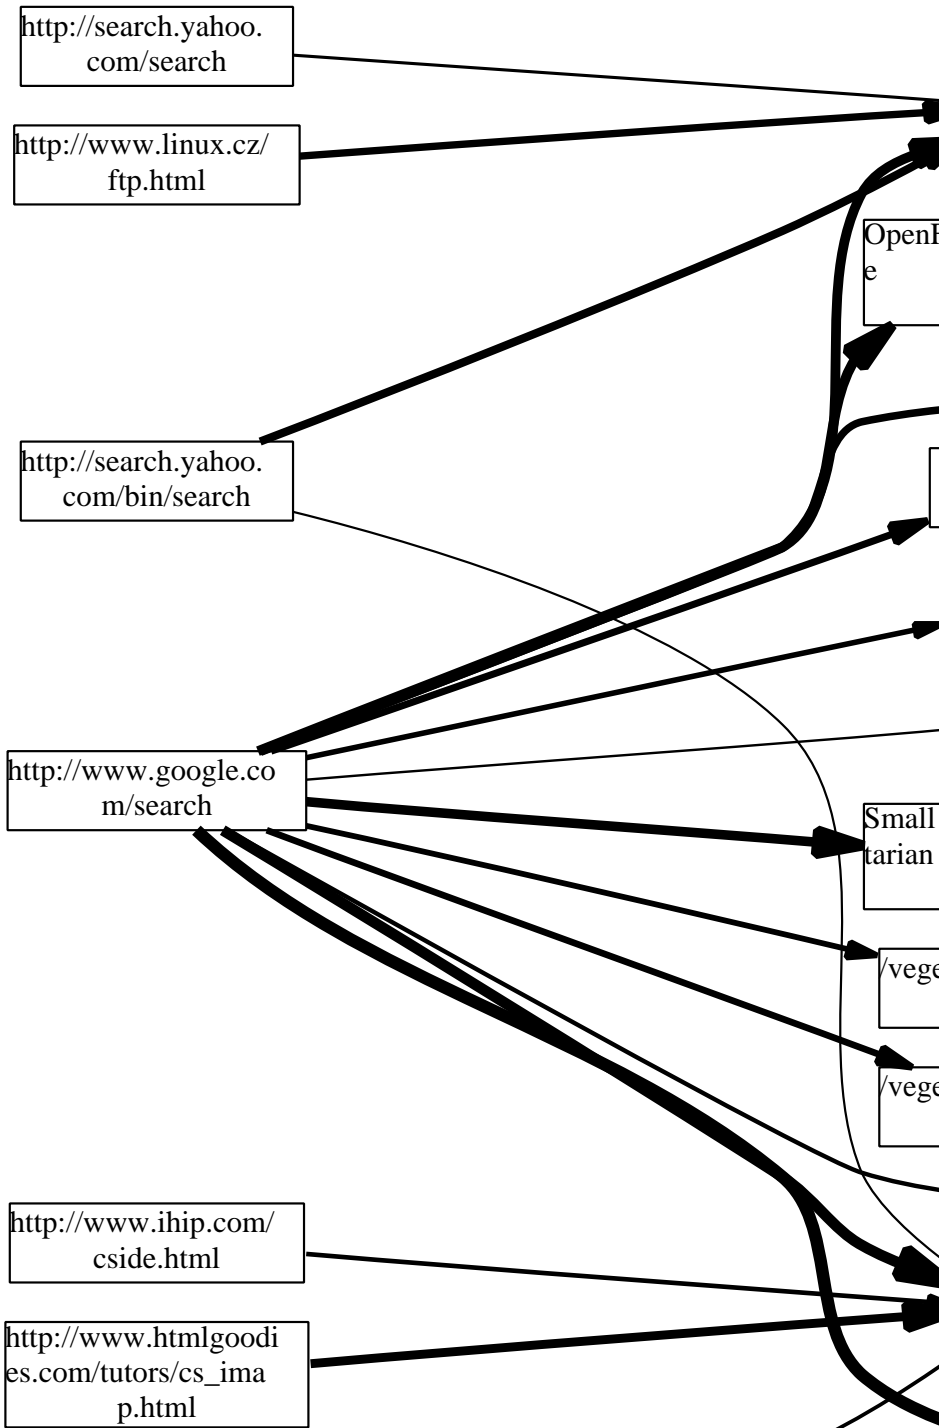 http://search.yahoo.
com/search
http://www.linux.cz/
ftp.html
OpenF
e
http://search.yahoo.
com/bin/search
http://www.google.co
m/search
Small
tarian
/vege
/vege
http://www.ihip.com/
cside.html
http://www.htmlgoodi
es.com/tutors/cs_ima
p.html